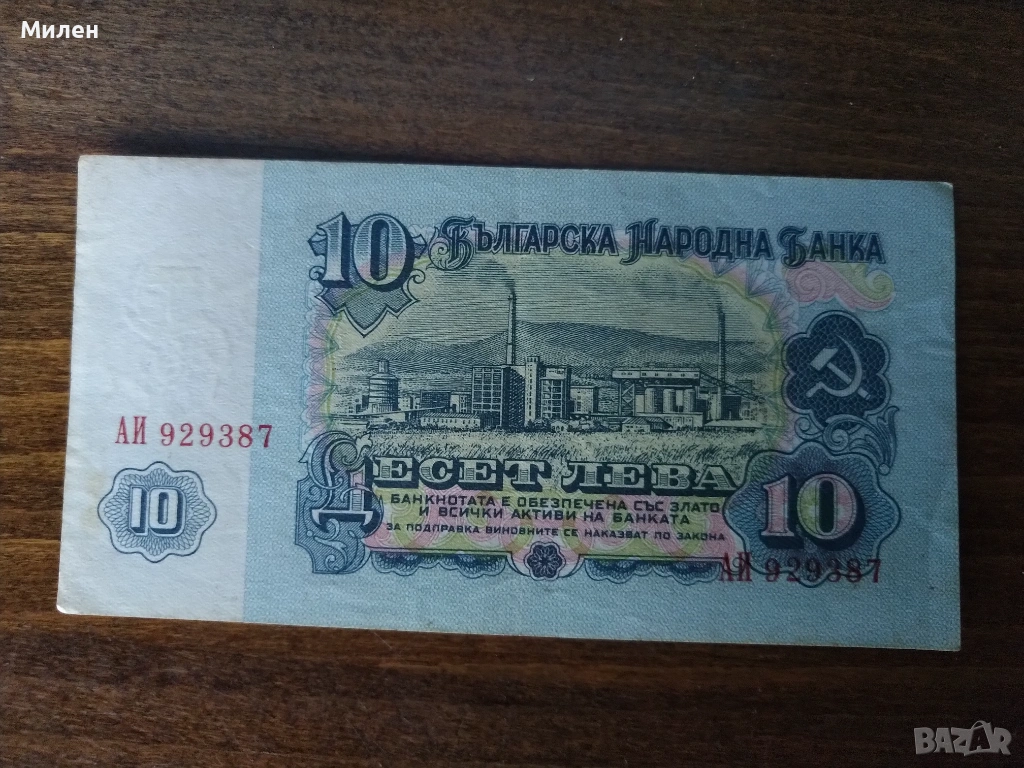 Милен
10 БЪЛГАРСКА НАРОДНА БАНКА
АИ 929387
ДЕСЕТ ЛЕВА
БАНКНОТАТА Е ОБЕЗПЕЧЕНА СЪС ЗЛАТО
И ВСИЧКИ АКТИВИ НА БАНКАТА
ЗА ПОДПРАВКА ВИНОВНИТЕ СЕ НАКАЗВАТ ПО ЗАКОНА
10
10
АИ 929387
BAZAR